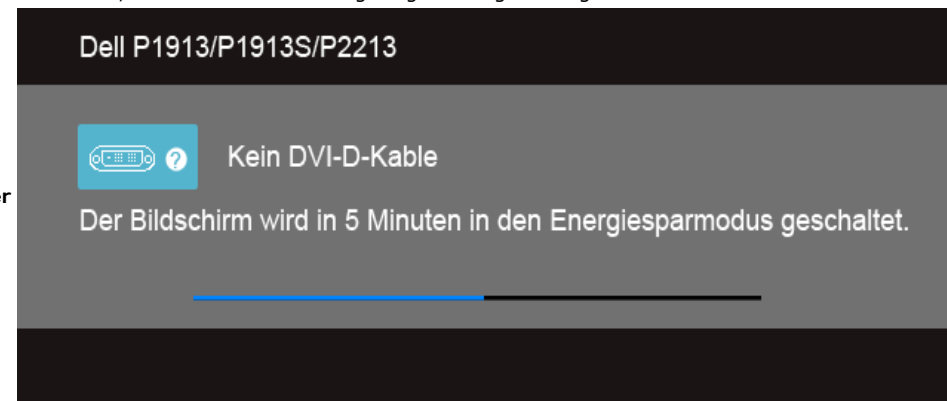 Dell P1913/P1913S/P2213
Kein DVI-D-Kable
Der Bildschirm wird in 5 Minuten in den Energiesparmodus geschaltet.